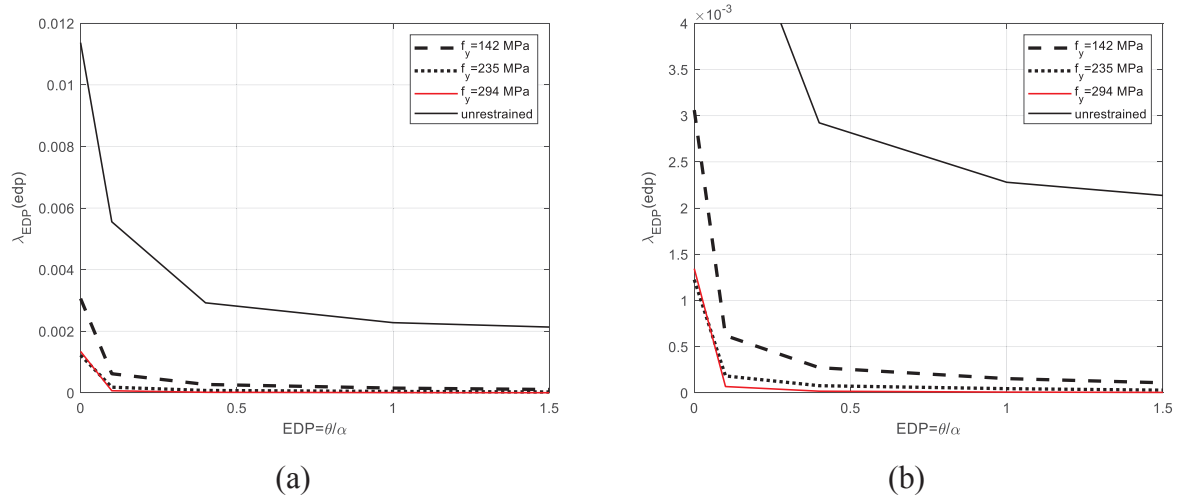 0.012
0.01
0.008
0.006
0.004
0.002
0
λEDP(edp)
0 0.5 1 1.5
EDP=θ/α
fy=142 MPa
fy=235 MPa
fy=294 MPa
unrestrained
(a)
×10-3
4
3.5
3
2.5
2
1.5
1
0.5
0
λEDP(edp)
0 0.5 1 1.5
EDP=θ/α
fy=142 MPa
fy=235 MPa
fy=294 MPa
unrestrained
(b)